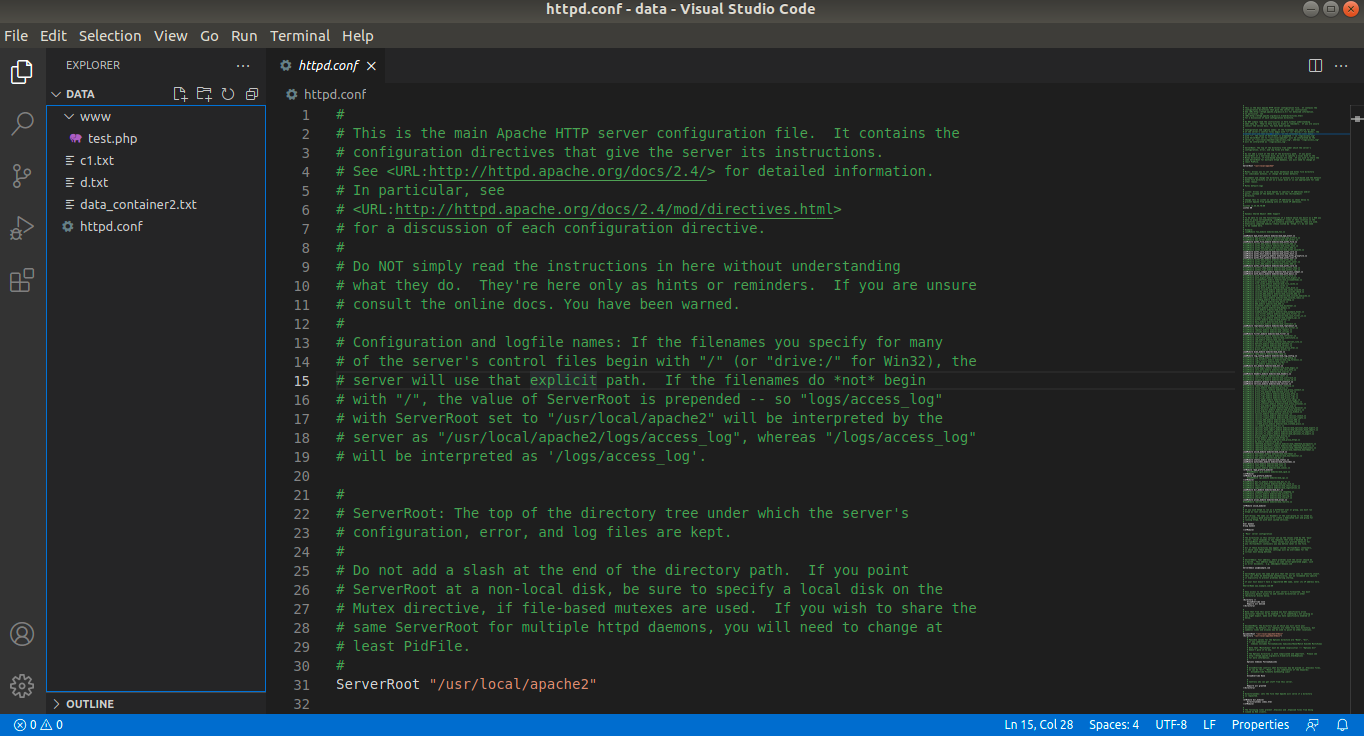 httpd.conf - data - Visual Studio Code
File Edit Selection View Go Run Terminal Help
EXPLORER
DATA
www
test.php
c1.txt
d.txt
data_container2.txt
httpd.conf
OUTLINE
httpd.conf
httpd.conf
1 #
2 # This is the main Apache HTTP server configuration file.  It contains the
3 # configuration directives that give the server its instructions.
4 # See <URL:http://httpd.apache.org/docs/2.4/> for detailed information.
5 # In particular, see
6 # <URL:http://httpd.apache.org/docs/2.4/mod/directives.html>
7 # for a discussion of each configuration directive.
8 #
9 # Do NOT simply read the instructions in here without understanding
10 # what they do.  They're here only as hints or reminders.  If you are unsure
11 # consult the online docs. You have been warned.
12 #
13 # Configuration and logfile names: If the filenames you specify for many
14 # of the server's control files begin with "/" (or "drive:/" for Win32), the
15 # server will use that explicit path.  If the filenames do *not* begin
16 # with "/", the value of ServerRoot is prepended -- so "logs/access_log"
17 # with ServerRoot set to "/usr/local/apache2" will be interpreted by the
18 # server as "/usr/local/apache2/logs/access_log", whereas "/logs/access_log"
19 # will be interpreted as '/logs/access_log'.
20
21 #
22 # ServerRoot: The top of the directory tree under which the server's
23 # configuration, error, and log files are kept.
24 #
25 # Do not add a slash at the end of the directory path.  If you point
26 # ServerRoot at a non-local disk, be sure to specify a local disk on the
27 # Mutex directive, if file-based mutexes are used.  If you wish to share the
28 # same ServerRoot for multiple httpd daemons, you will need to change at
29 # least PidFile.
30 #
31 ServerRoot "/usr/local/apache2"
32
0 0 Ln 15, Col 28 Spaces: 4 UTF-8 LF Properties